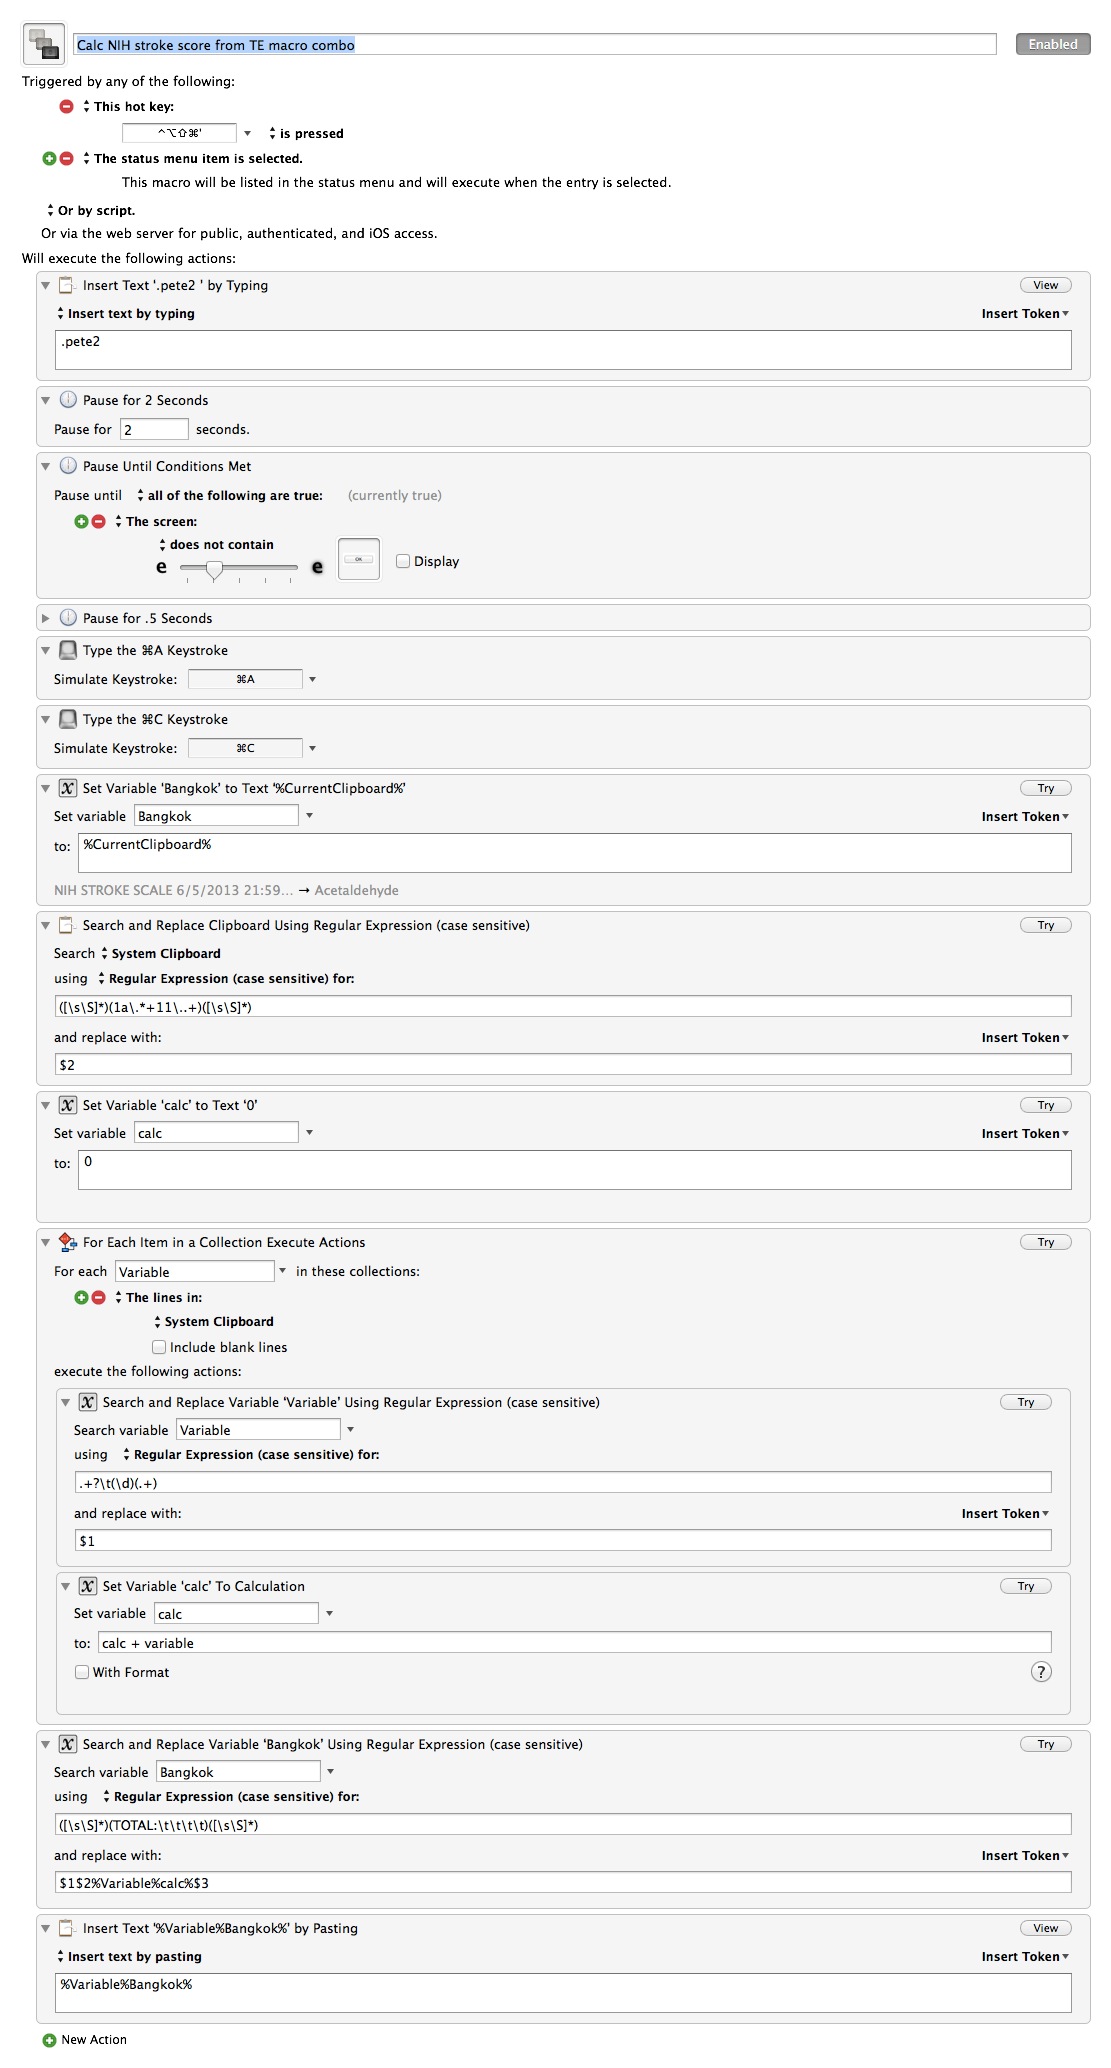 Calc NIH stroke score from TE macro combo Enabled
Triggered by any of the following:
This hot key:
^⌥⇧⌘' is pressed
The status menu item is selected.
This macro will be listed in the status menu and will execute when the entry is selected.
Or by script.
Or via the web server for public, authenticated, and iOS access.
Will execute the following actions:
Insert Text '.pete2 ' by Typing View
Insert text by typing Insert Token
.pete2
Pause for 2 Seconds
Pause for 2 seconds.
Pause Until Conditions Met
Pause until all of the following are true: (currently true)
The screen:
does not contain
e e OK Display
Pause for .5 Seconds
Type the ⌘A Keystroke
Simulate Keystroke: ⌘A
Type the ⌘C Keystroke
Simulate Keystroke: ⌘C
Set Variable 'Bangkok' to Text '%CurrentClipboard%' Try
Set variable Bangkok Insert Token
to: %CurrentClipboard%
NIH STROKE SCALE 6/5/2013 21:59... → Acetaldehyde
Search and Replace Clipboard Using Regular Expression (case sensitive) Try
Search System Clipboard
using Regular Expression (case sensitive) for:
([\s\S]*)(1a\.*+11\..+)([\s\S]*)
and replace with: Insert Token
$2
Set Variable 'calc' to Text '0' Try
Set variable calc Insert Token
to: 0
For Each Item in a Collection Execute Actions Try
For each Variable in these collections:
The lines in:
System Clipboard
Include blank lines
execute the following actions:
Search and Replace Variable 'Variable' Using Regular Expression (case sensitive) Try
Search variable Variable
using Regular Expression (case sensitive) for:
.+?\t(\d)(.+)
and replace with: Insert Token
$1
Set Variable 'calc' To Calculation Try
Set variable calc
to: calc + variable
With Format ?
Search and Replace Variable 'Bangkok' Using Regular Expression (case sensitive) Try
Search variable Bangkok
using Regular Expression (case sensitive) for:
([\s\S]*)(TOTAL:\t\t\t\t)([\s\S]*)
and replace with: Insert Token
$1$2%Variable%calc%$3
Insert Text '%Variable%Bangkok%' by Pasting View
Insert text by pasting Insert Token
%Variable%Bangkok%
New Action